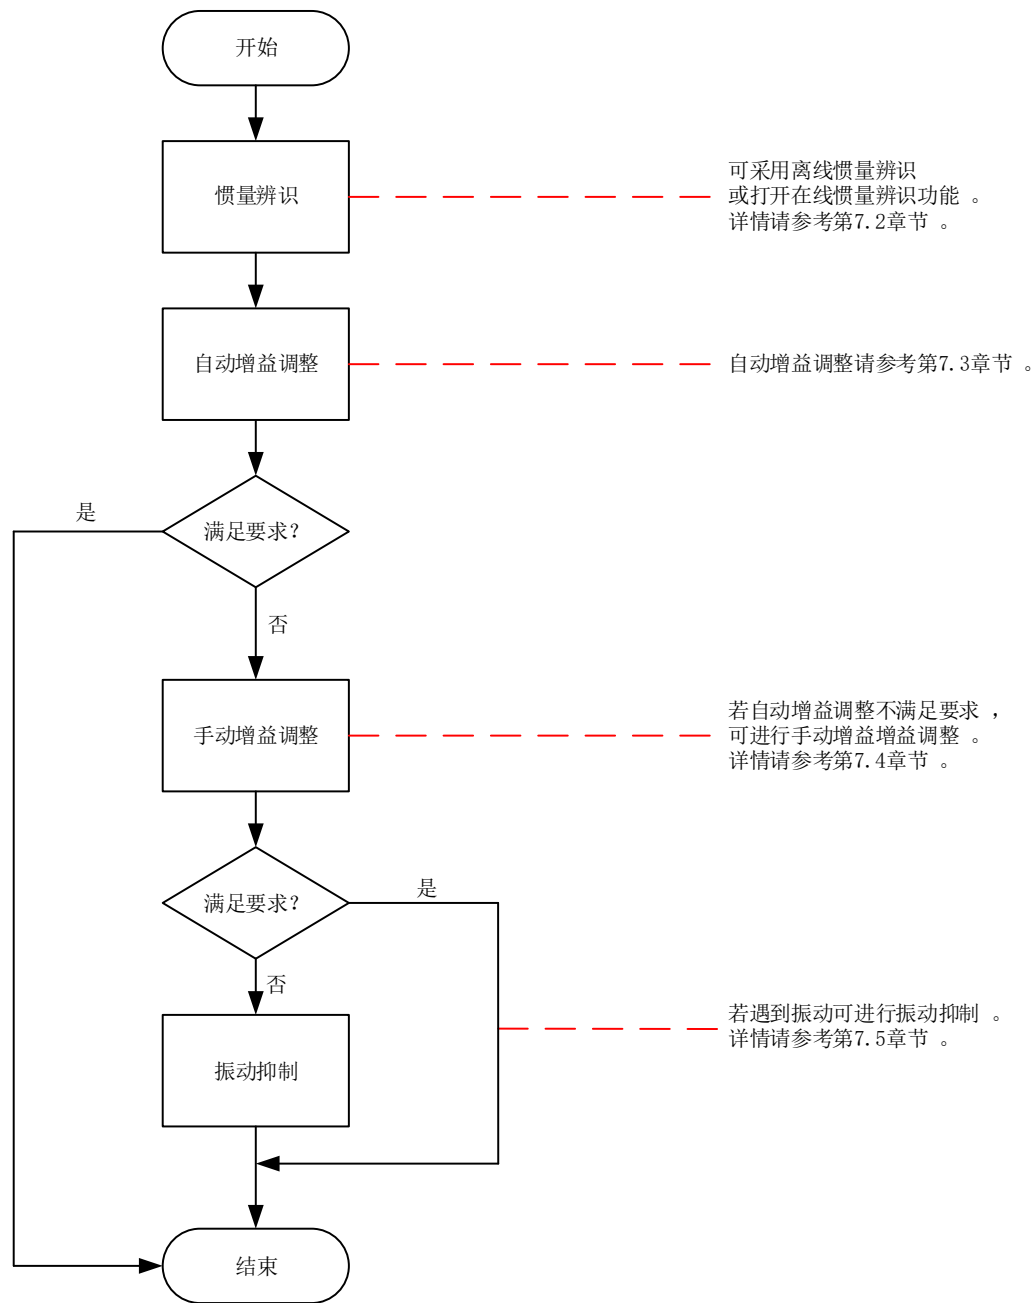 开始
惯量辨识
可采用离线惯量辨识
或打开在线惯量辨识功能 。
详情请参考第7.2章节 。
自动增益调整
自动增益调整请参考第7.3章节 。
是
满足要求？
否
手动增益调整
若自动增益调整不满足要求 ，
可进行手动增益增益调整 。
详情请参考第7.4章节 。
满足要求？
是
否
振动抑制
若遇到振动可进行振动抑制 。
详情请参考第7.5章节 。
结束